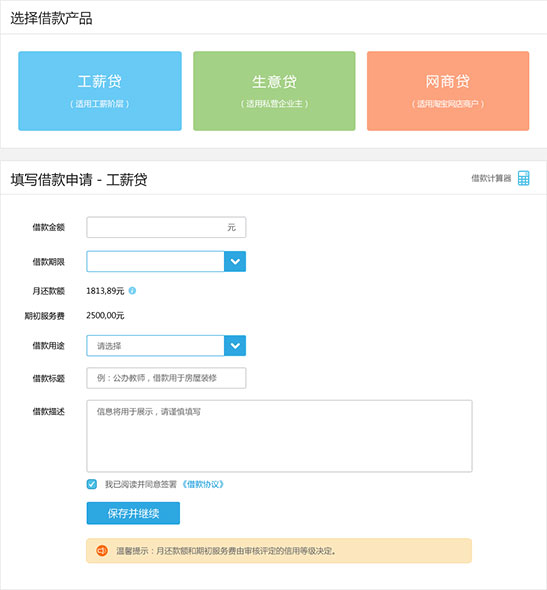 选择借款产品
工薪贷 生意贷 网商贷
（适用工薪阶层） （适用私营企业主） （适用淘宝网店商户）
填写借款申请 - 工薪贷 借款计算器
借款金额 元
借款期限
月还款额 1813,89元
期初服务费 2500,00元
借款用途 请选择
借款标题 例：公办教师，借款用于房屋装修
借款描述 信息将用于展示，请谨慎填写
我已阅读并同意签署《借款协议》
保存并继续
温馨提示：月还款额和期初服务费由审核评定的信用等级决定。